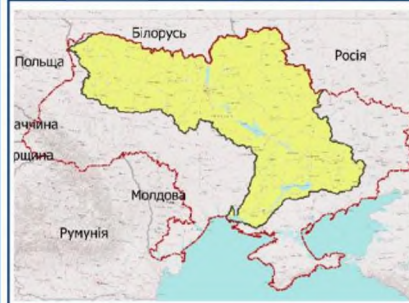 Білорусь
Росія
Польща
аччина
рщина
Молдова
Румунія